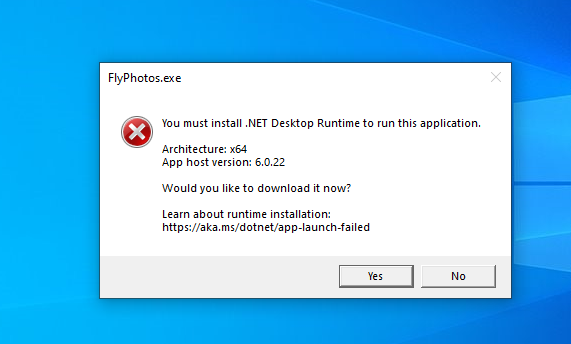 FlyPhotos.exe
You must install .NET Desktop Runtime to run this application.
Architecture: x64
App host version: 6.0.22
Would you like to download it now?
Learn about runtime installation:
https://aka.ms/dotnet/app-launch-failed
Yes No